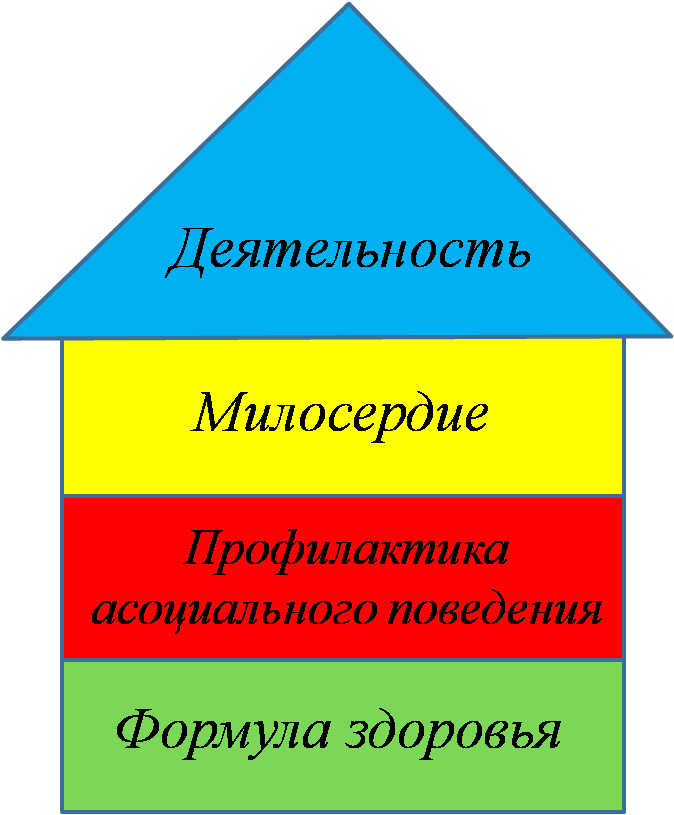 Деятельность
Милосердие
Профилактика
асоциального поведения
Формула здоровья